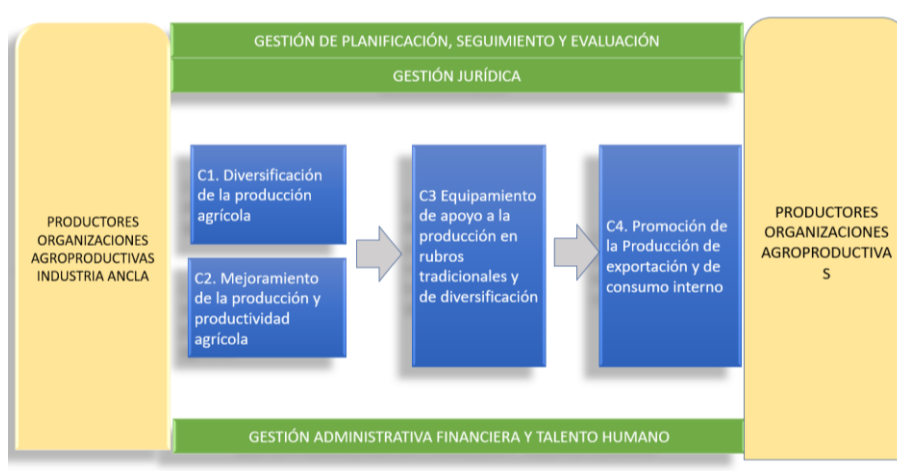 GESTIÓN DE PLANIFICACIÓN, SEGUIMIENTO Y EVALUACIÓN
GESTIÓN JURÍDICA
PRODUCTORES
ORGANIZACIONES
AGROPRODUCTIVAS
INDUSTRIA ANCLA
C1. Diversificación
de la producción
agrícola
C2. Mejoramiento
de la producción y
productividad
agrícola
C3 Equipamiento
de apoyo a la
producción en
rubros
tradicionales y
de diversificación
C4. Promoción de
la Producción de
exportación y de
consumo interno
PRODUCTORES
ORGANIZACIONES
AGROPRODUCTIVA
S
GESTIÓN ADMINISTRATIVA FINANCIERA Y TALENTO HUMANO